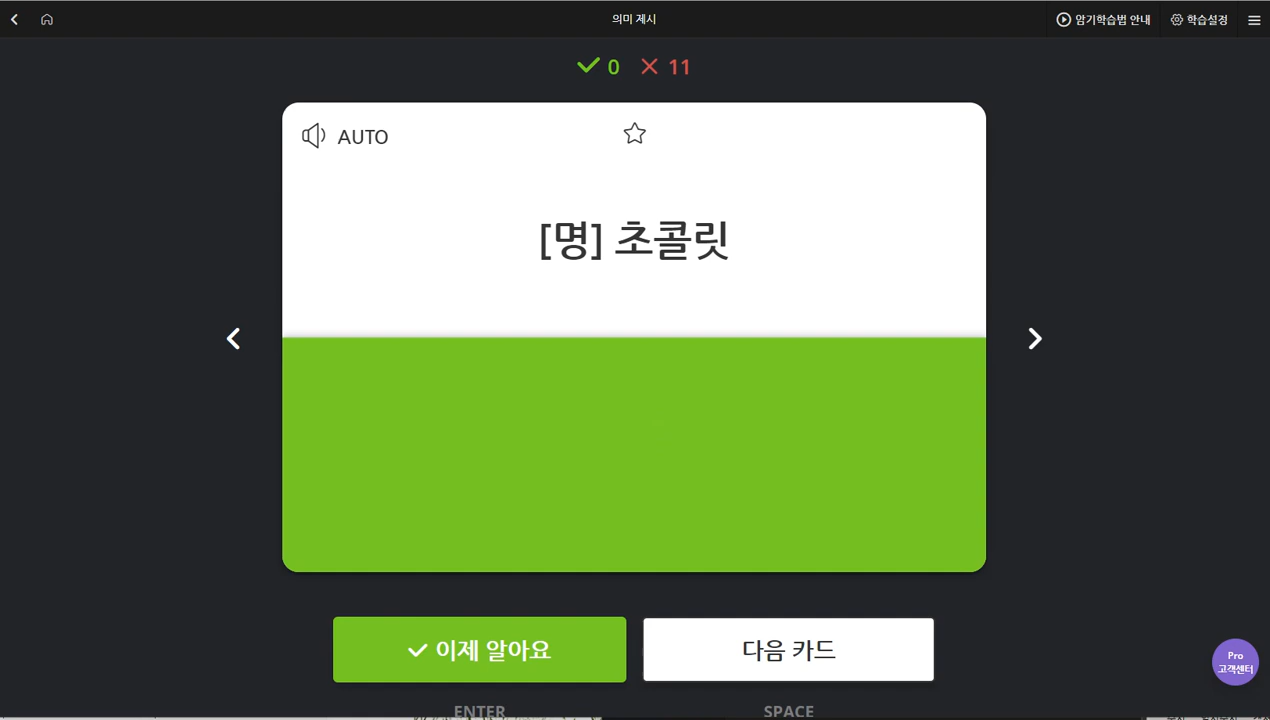 의미 제시
암기학습법 안내
학습설정
0
11
AUTO
[명] 초콜릿
이제 알아요
다음 카드
Pro
고객센터
ENTER
SPACE